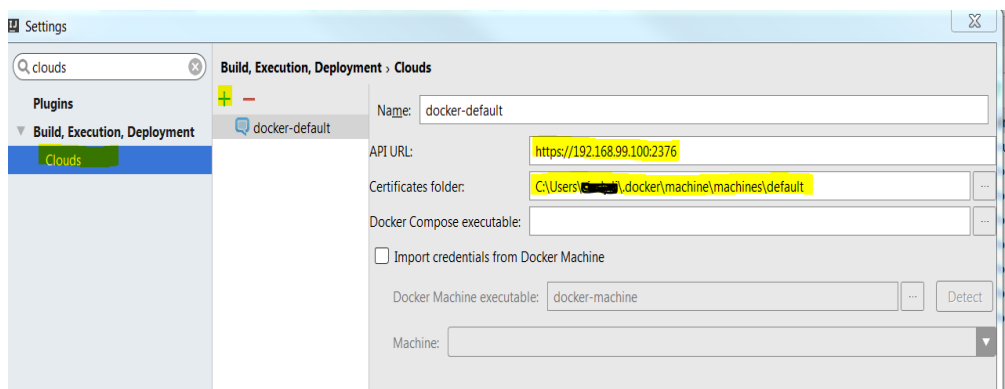 Settings
clouds
Plugins
Build, Execution, Deployment
Clouds
Build, Execution, Deployment › Clouds
docker-default
Name: docker-default
API URL: https://192.168.99.100:2376
Certificates folder: C:\Users\ \.docker\machine\machines\default
...
Docker Compose executable:
...
Import credentials from Docker Machine
Docker Machine executable: docker-machine
...
Detect
Machine: